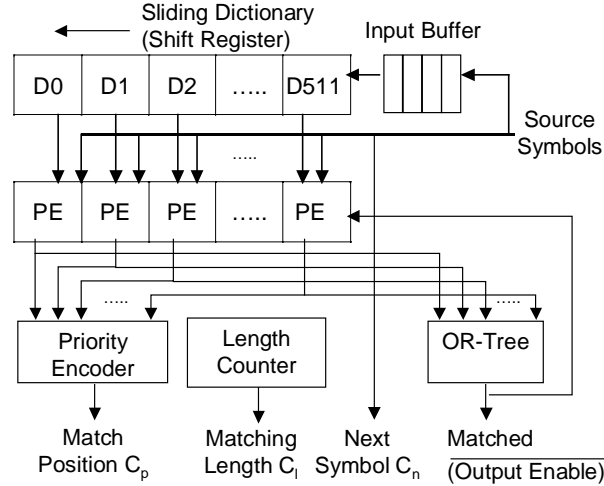 Sliding Dictionary
(Shift Register)
Input Buffer
D0 D1 D2 ..... D511
Source
Symbols
.....
PE PE PE ..... PE
..... .....
Priority
Encoder
Length
Counter
OR-Tree
Match
Position Cp
Matching
Length Cl
Next
Symbol Cn
Matched
(Output Enable)